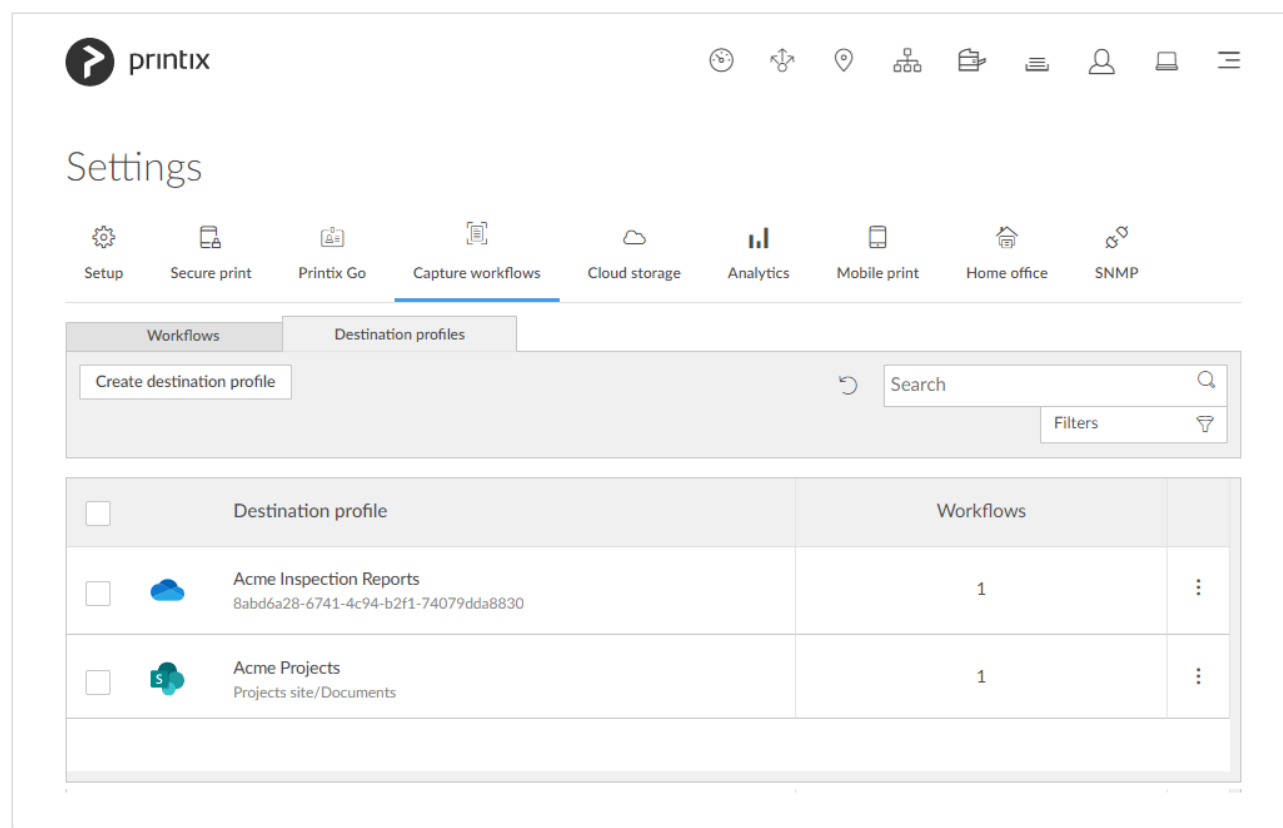 printix
Settings
Setup Secure print Printix Go Capture workflows Cloud storage Analytics Mobile print Home office SNMP
Workflows Destination profiles
Create destination profile Search
Filters
Destination profile Workflows
Acme Inspection Reports
8abd6a28-6741-4c94-b2f1-74079dda8830
1
Acme Projects
Projects site/Documents
1